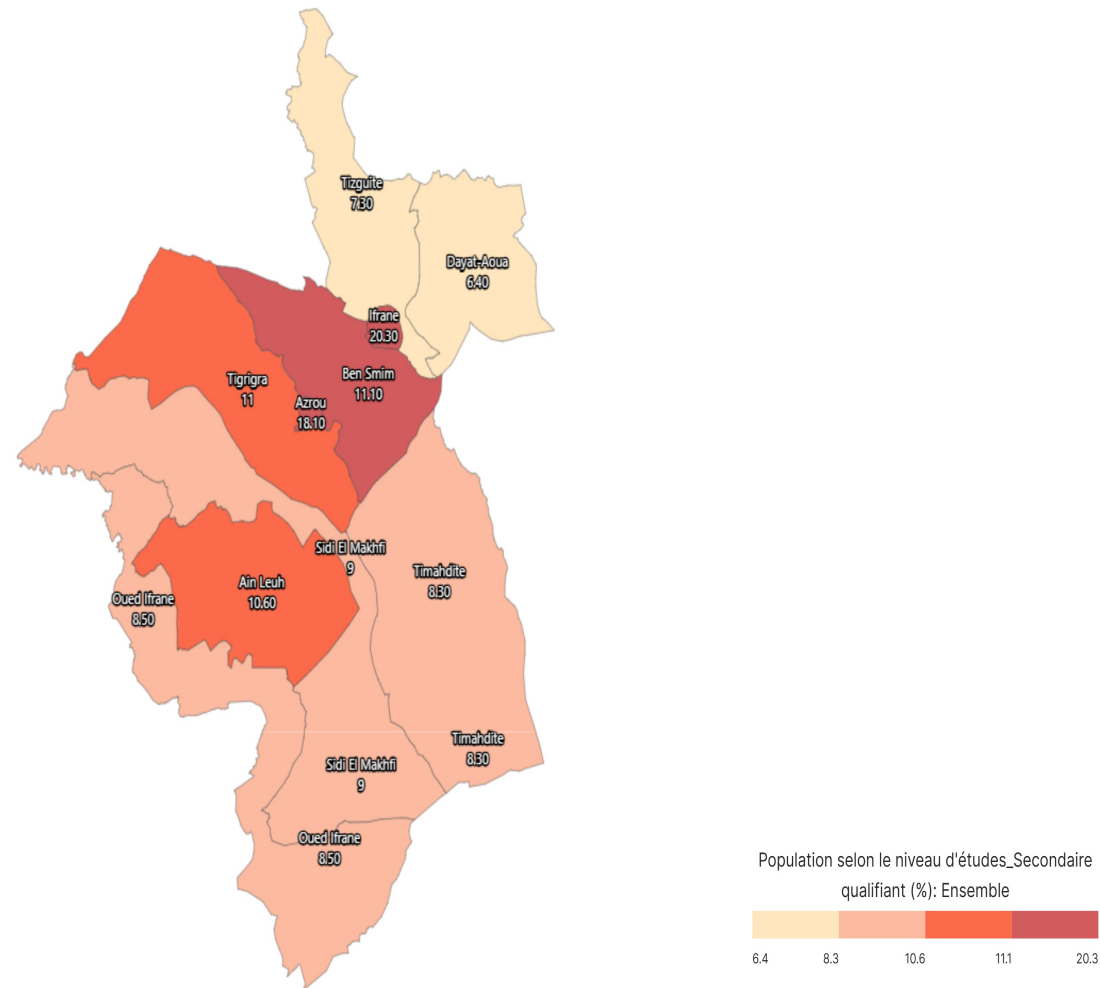 Tizguite
7.30
Dayat-Aoua
6.40
Ifrane
20.30
Ben Smim
11.10
Tigrigra
11
Azrou
18.10
Sidi El Makhfi
9
Timahdite
8.30
Ain Leuh
10.60
Oued Ifrane
8.50
Timahdite
8.30
Sidi El Makhfi
9
Oued Ifrane
8.50
Population selon le niveau d'études_Secondaire
qualifiant (%): Ensemble
6.4 8.3 10.6 11.1 20.3